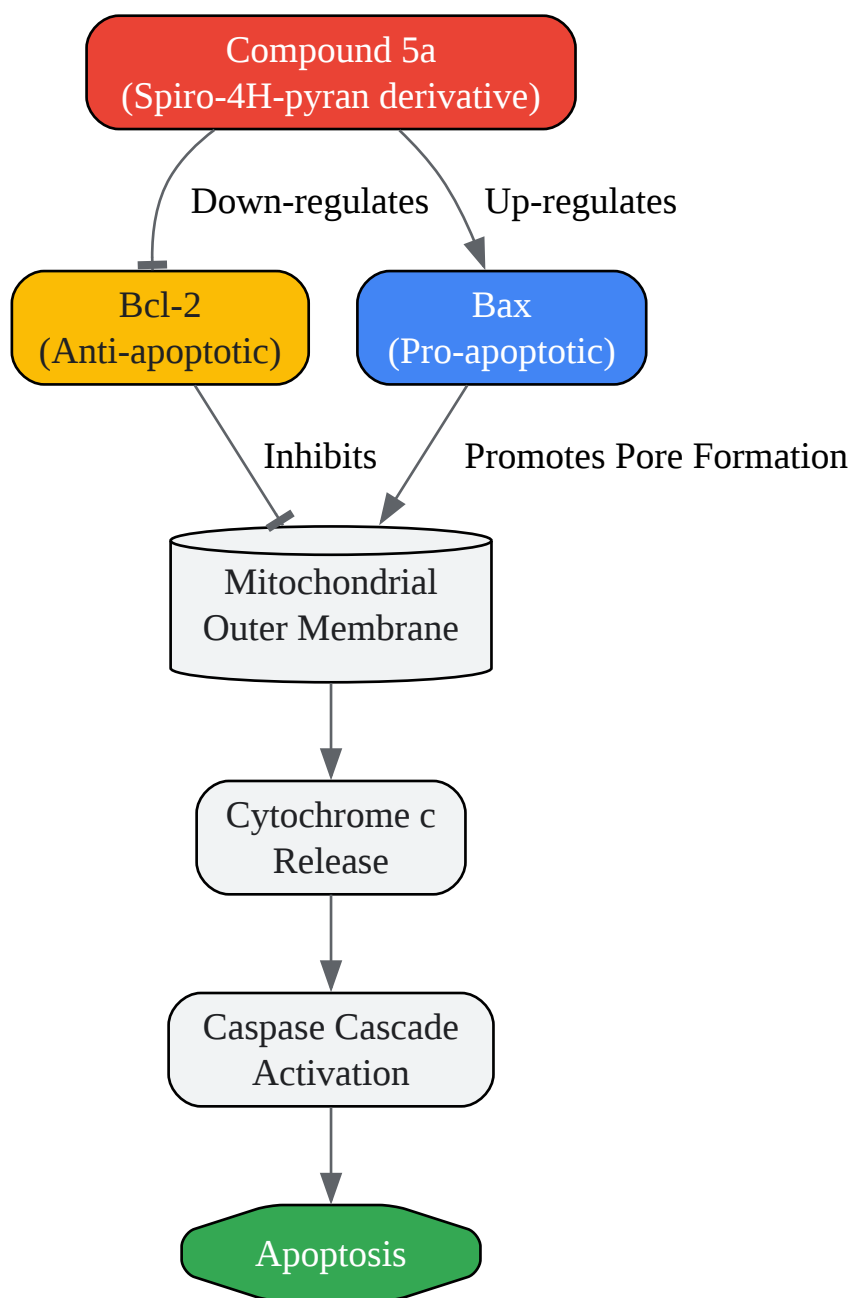 Compound 5a
(Spiro-4H-pyran derivative)
Down-regulates
Up-regulates
Bcl-2
(Anti-apoptotic)
Bax
(Pro-apoptotic)
Inhibits
Promotes Pore Formation
Mitochondrial
Outer Membrane
Cytochrome c
Release
Caspase Cascade
Activation
Apoptosis